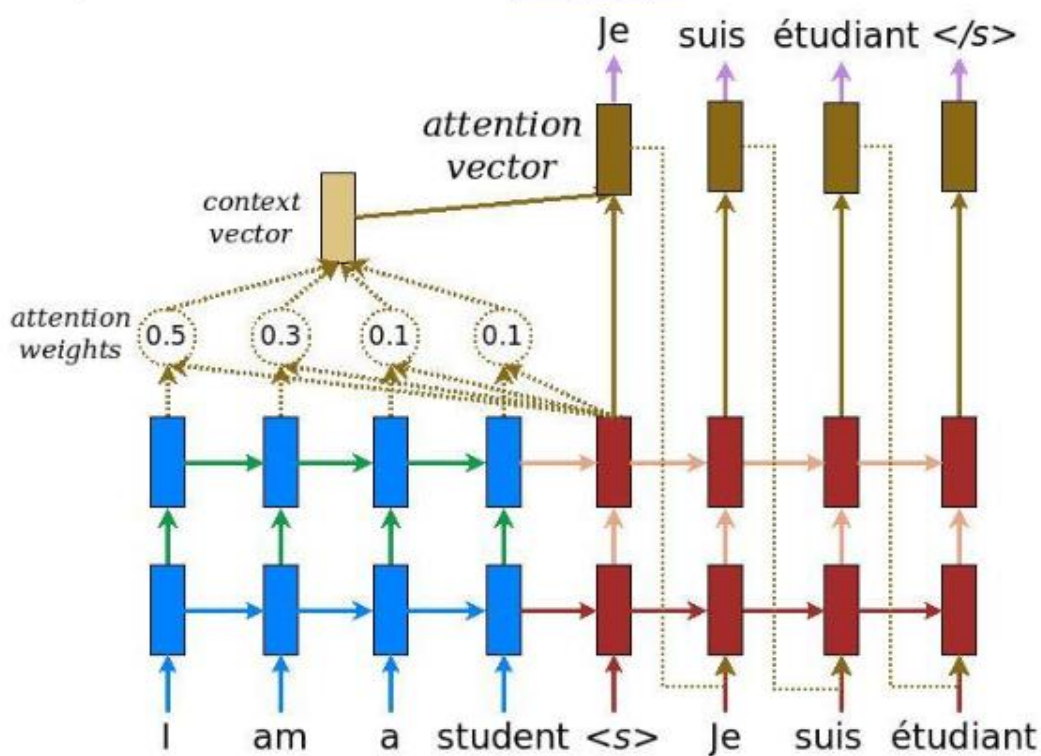 Je suis étudiant </s>
attention
vector
context
vector
attention
weights
0.5 0.3 0.1 0.1
I am a student <s> Je suis étudiant